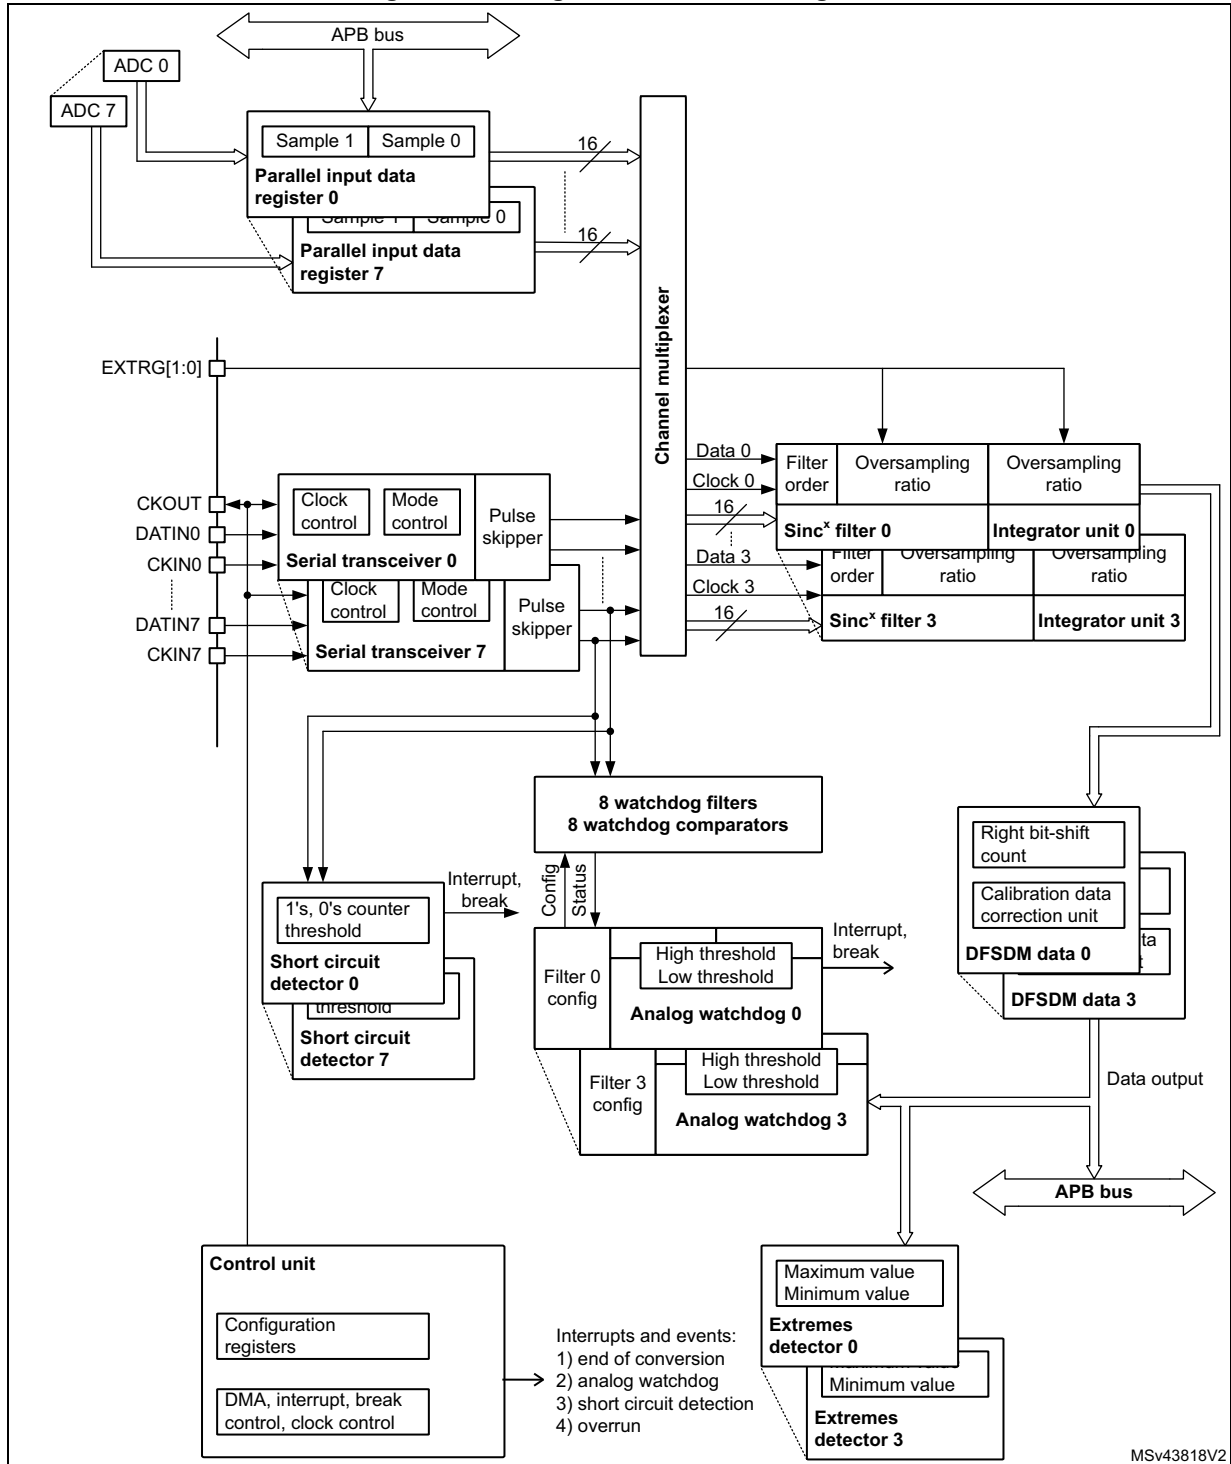 APB bus
ADC 0
ADC 7
Sample 1 Sample 0
16
Parallel input data
register 0
Sample 1 Sample 0
16
Parallel input data
register 7
Channel multiplexer
EXTRG[1:0]
CKOUT
DATIN0
CKIN0
DATIN7
CKIN7
Clock
control
Mode
control
Pulse
skipper
Serial transceiver 0
Clock
control
Mode
control
Pulse
skipper
Serial transceiver 7
Data 0
Clock 0
16
Data 3
Clock 3
16
Filter
order
Oversampling
ratio
Oversampling
ratio
Sincx filter 0
Integrator unit 0
Filter
order
Oversampling
ratio
Oversampling
ratio
Sincx filter 3
Integrator unit 3
8 watchdog filters
8 watchdog comparators
Config
Status
Interrupt,
break
1's, 0's counter
threshold
Short circuit
detector 0
threshold
Short circuit
detector 7
Filter 0
config
High threshold
Low threshold
Analog watchdog 0
Interrupt,
break
Filter 3
config
High threshold
Low threshold
Analog watchdog 3
Right bit-shift
count
Calibration data
correction unit
DFSDM data 0
DFSDM data 3
Data output
APB bus
Control unit
Configuration
registers
DMA, interrupt, break
control, clock control
Interrupts and events:
1) end of conversion
2) analog watchdog
3) short circuit detection
4) overrun
Maximum value
Minimum value
Extremes
detector 0
Minimum value
Extremes
detector 3
MSv43818V2